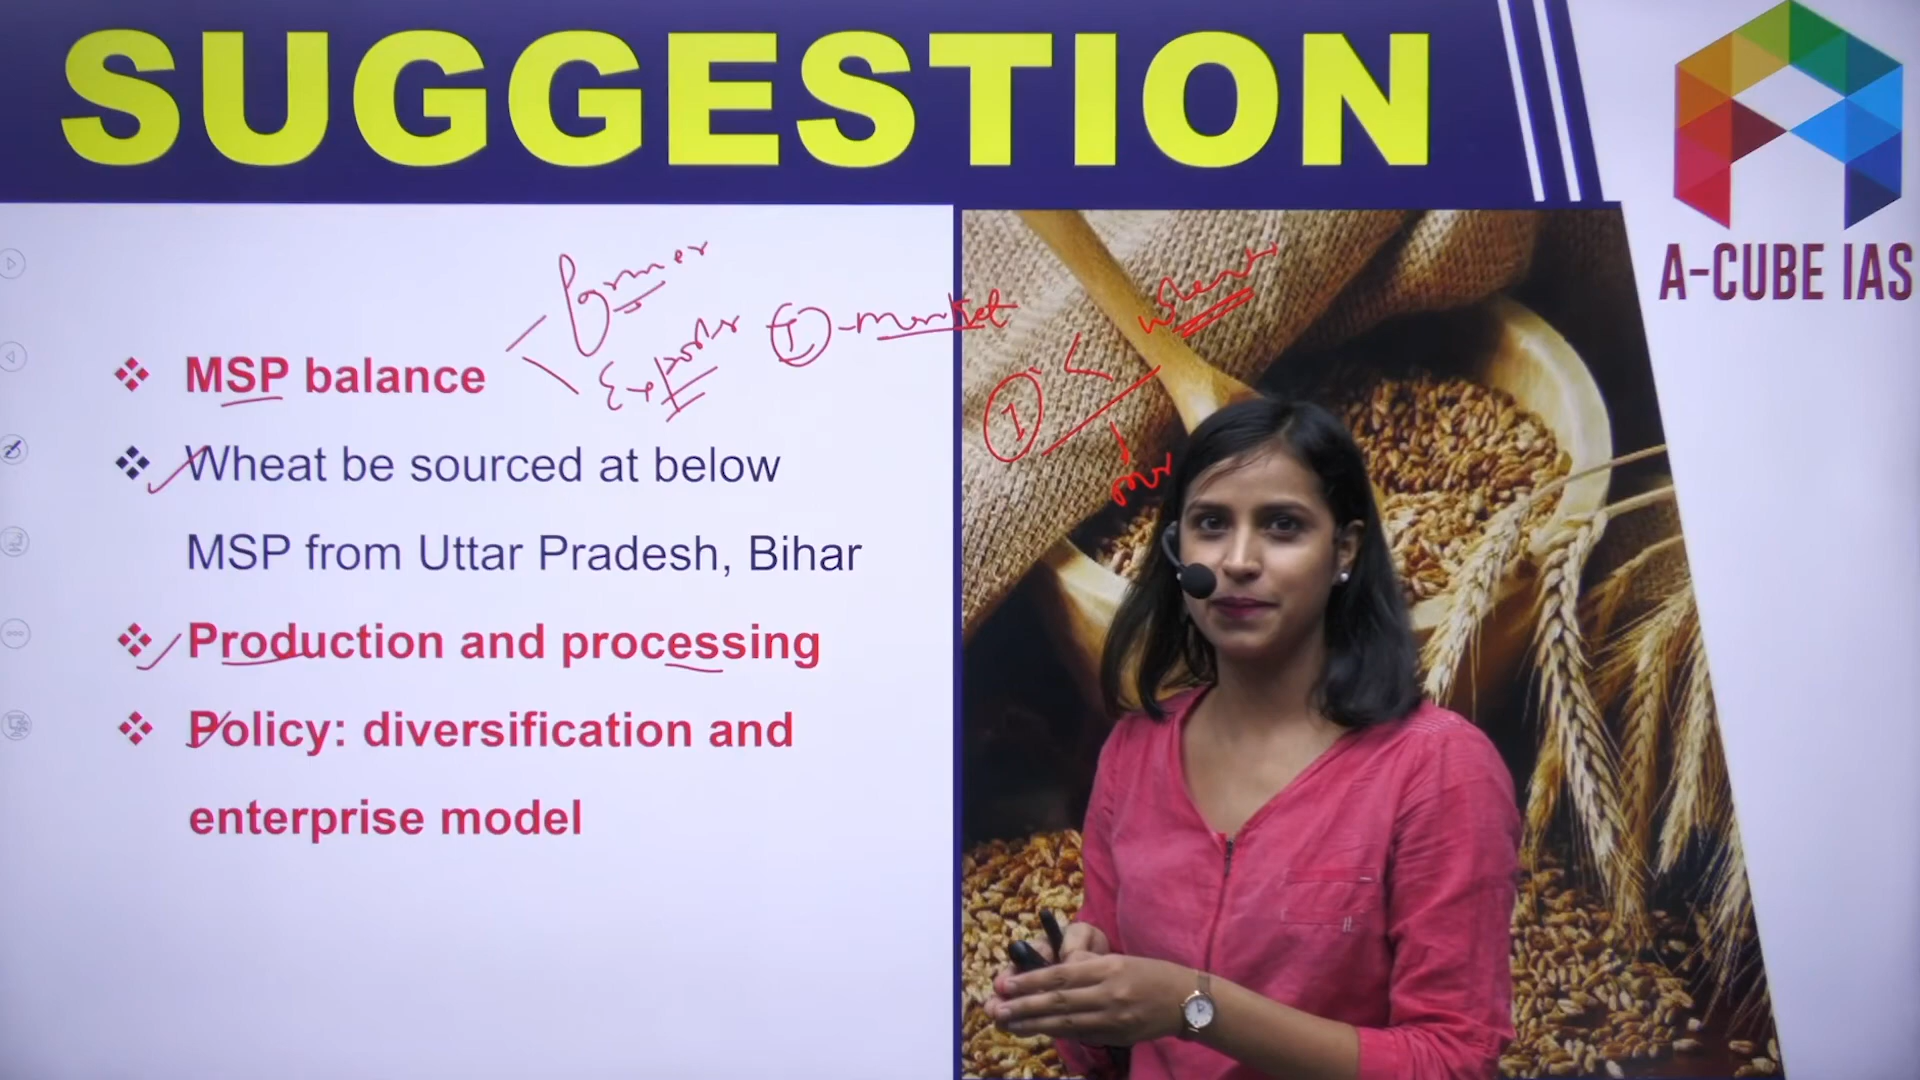 SUGGESTION
A-CUBE IAS
Farmer
Exporter
I -market
wheat
I
MSP balance
Wheat be sourced at below
MSP from Uttar Pradesh, Bihar
Production and processing
Policy: diversification and
enterprise model